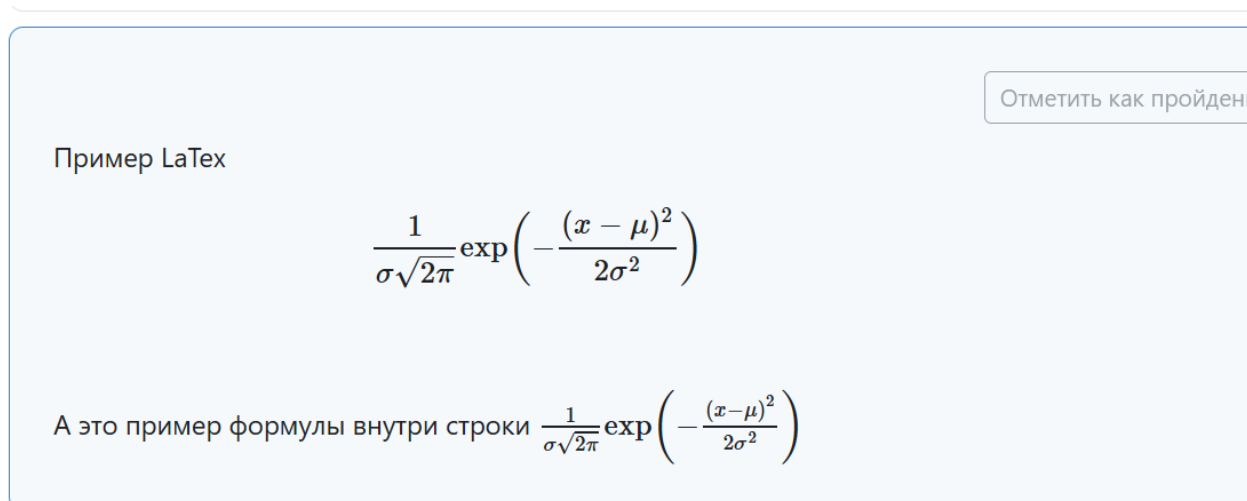 Отметить как пройден
Пример LaTex
$$\frac{1}{\sigma\sqrt{2\pi}}\exp\left(-\frac{(x-\mu)^2}{2\sigma^2}\right)$$
А это пример формулы внутри строки $\frac{1}{\sigma\sqrt{2\pi}}\exp\left(-\frac{(x-\mu)^2}{2\sigma^2}\right)$